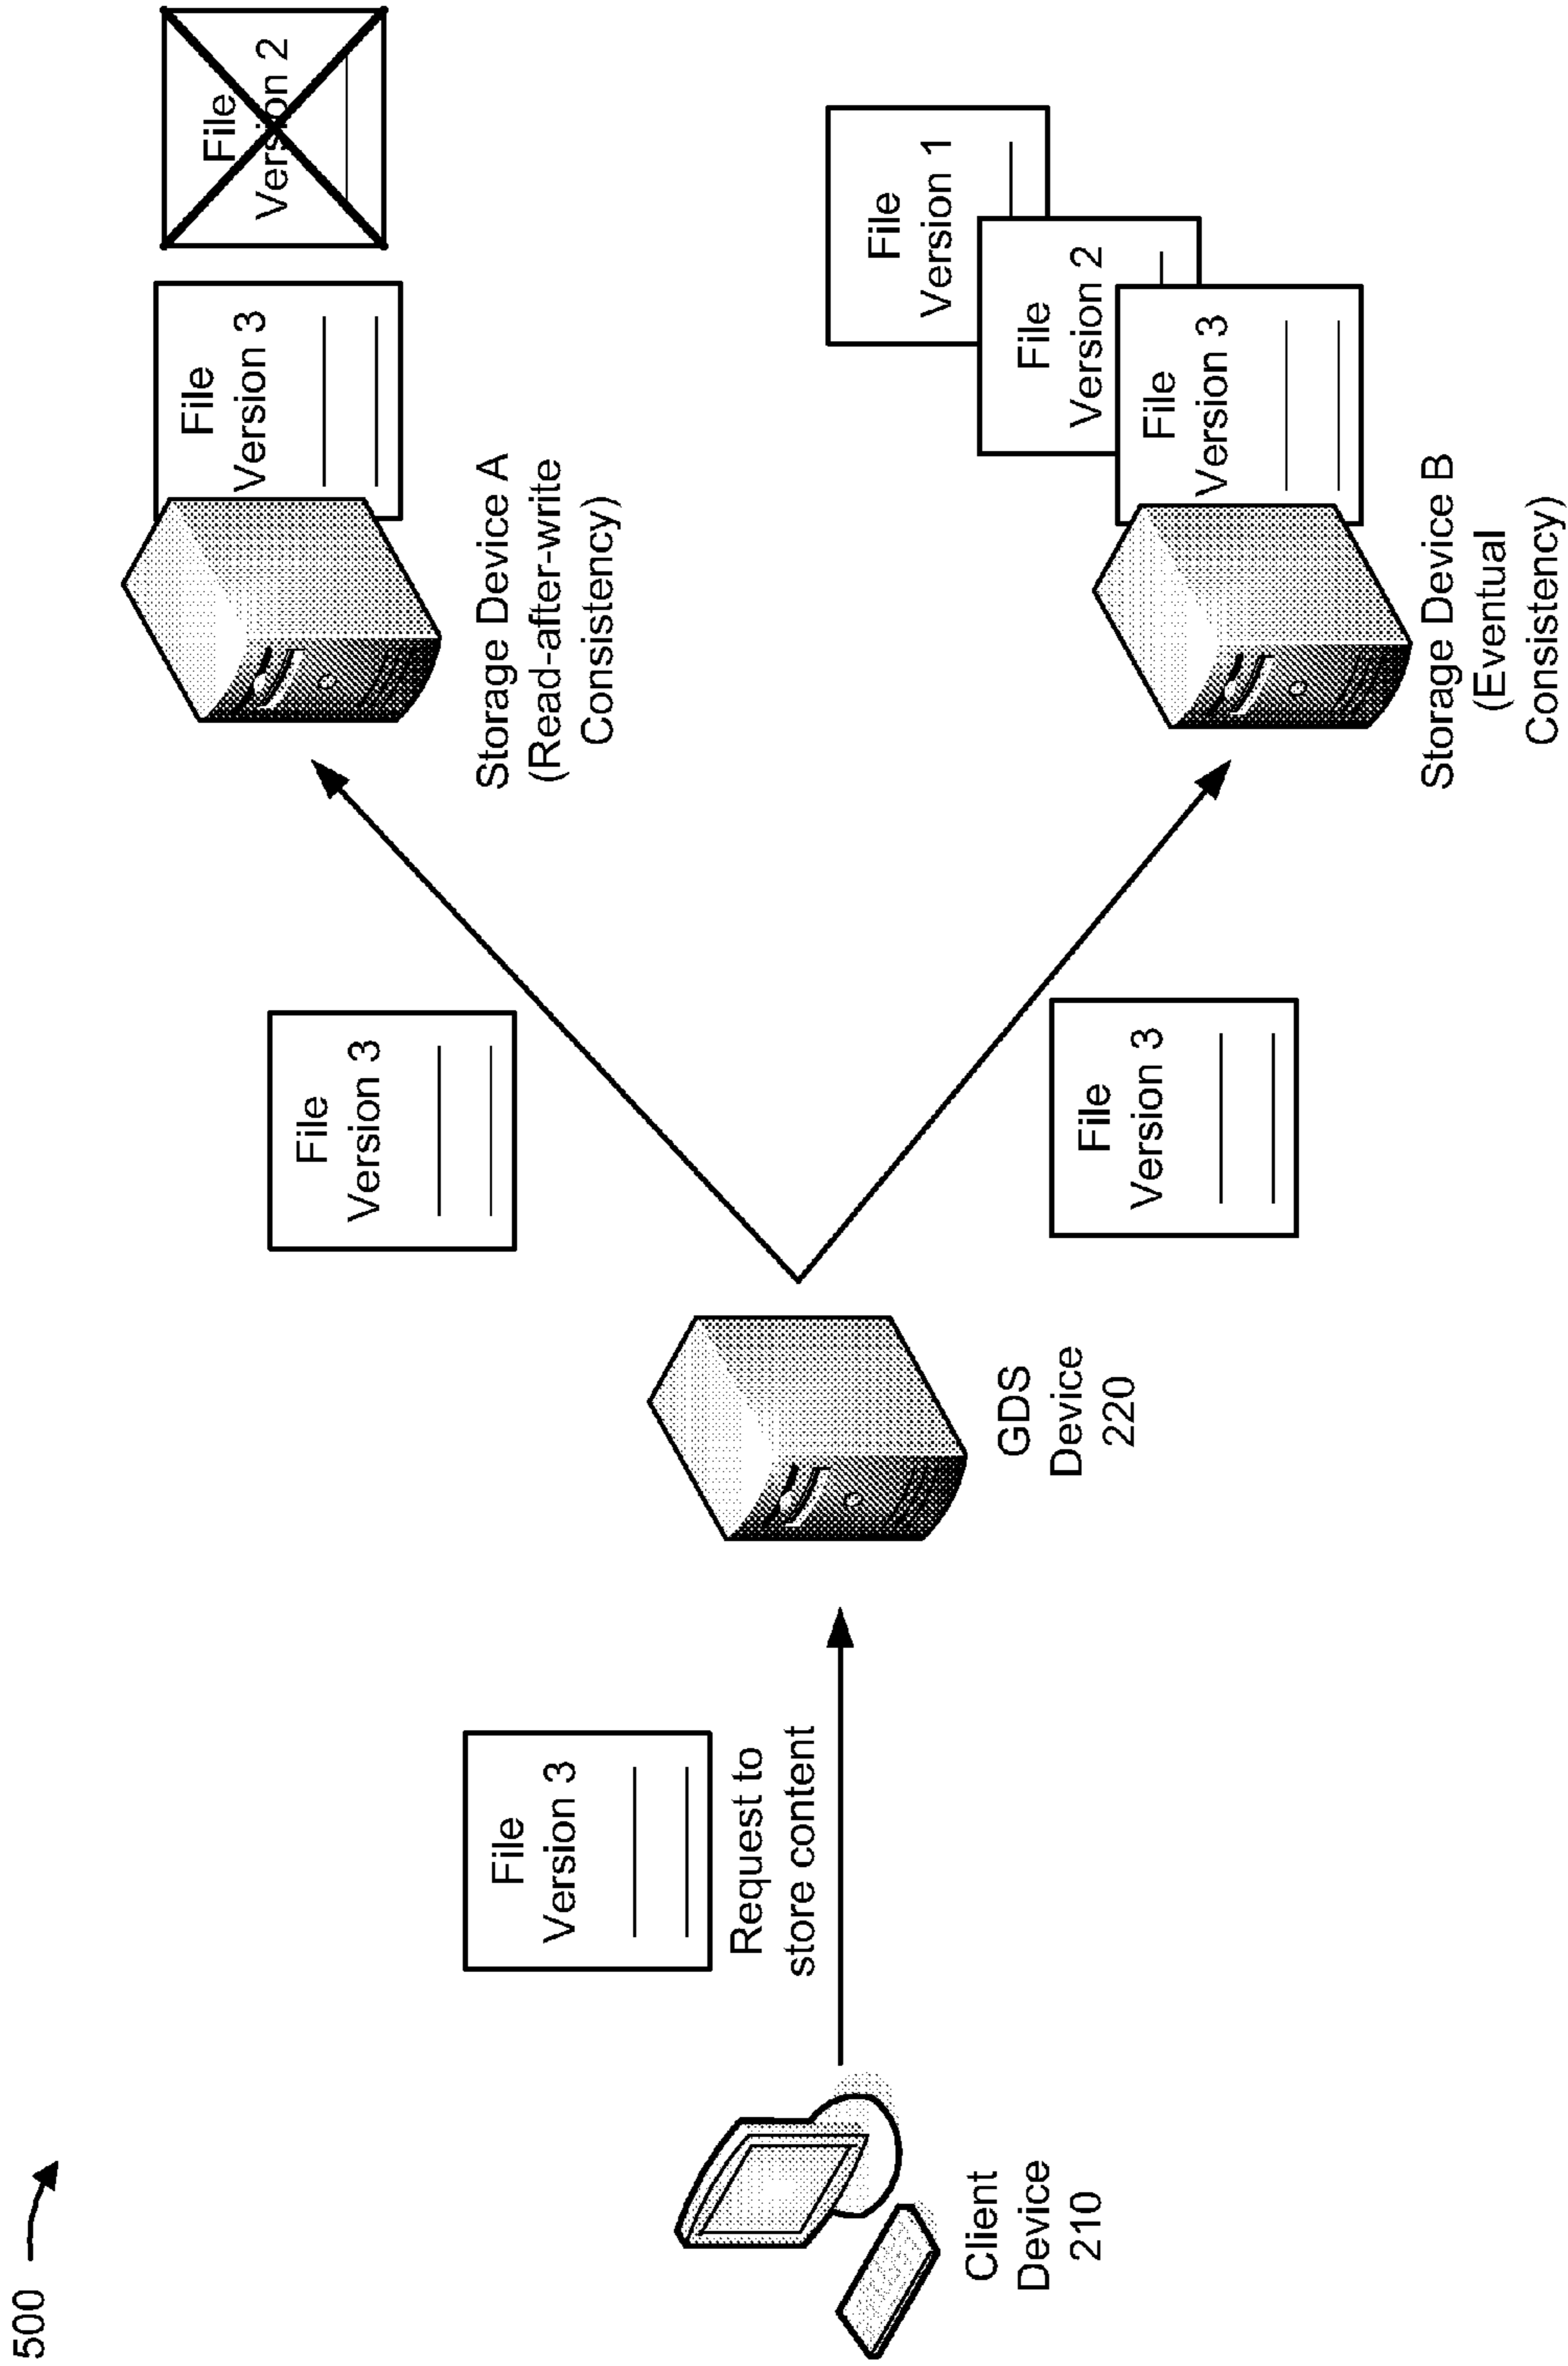 500
Client
Device
210
File
Version 3
Request to
store content
GDS
Device
220
File
Version 3
File
Version 3
File
Version 3
File
Version 2
Storage Device A
(Read-after-write
Consistency)
File
Version 1
File
Version 2
File
Version 3
Storage Device B
(Eventual
Consistency)